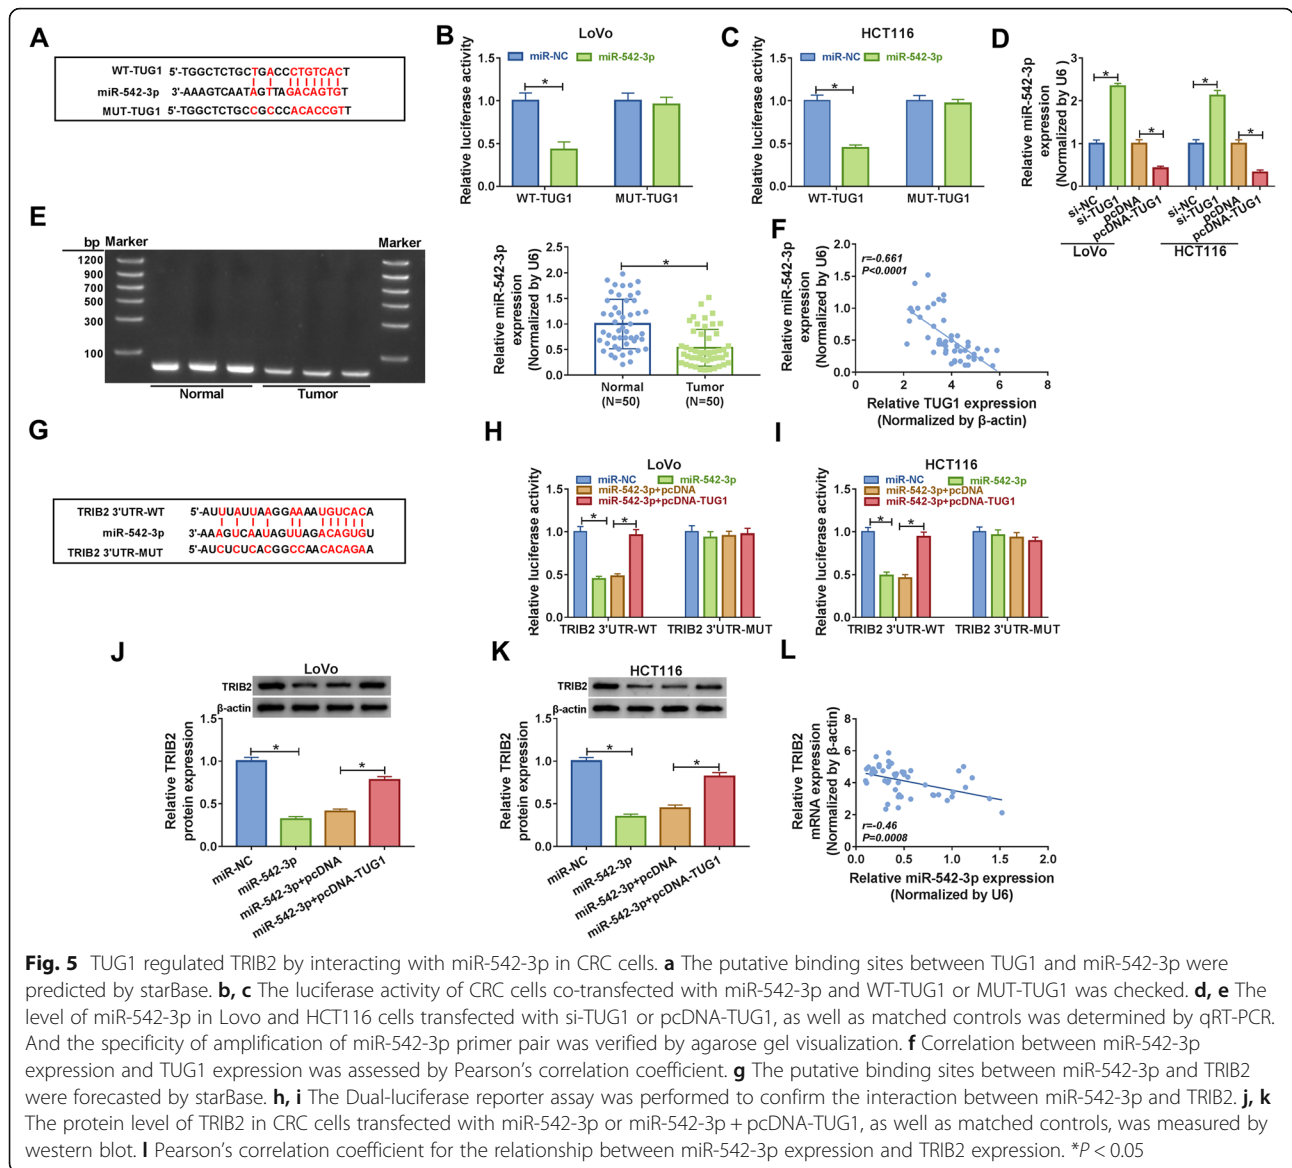 A
WT-TUG1 5'-TGGCTCTGCTGACCCTGTCACT
miR-542-3p 3'-AAAGTCAATAGTTAGACAGTGT
MUT-TUG1 5'-TGGCTCTGCCGCCCACACCGTT
B
LoVo
miR-NC miR-542-3p
Relative luciferase activity
1.5
1.0
0.5
0.0
*
WT-TUG1 MUT-TUG1
C
HCT116
miR-NC miR-542-3p
Relative luciferase activity
1.5
1.0
0.5
0.0
*
WT-TUG1 MUT-TUG1
D
Relative miR-542-3p
expression
(Normalized by U6)
3
2
1
0
* * * *
si-NC si-TUG1 pcDNA pcDNA-TUG1 si-NC si-TUG1 pcDNA pcDNA-TUG1
LoVo HCT116
E
bp Marker Marker
1200
900
700
500
300
100
Normal Tumor
Relative miR-542-3p
expression
(Normalized by U6)
2.5
2.0
1.5
1.0
0.5
0.0
*
Normal Tumor
(N=50) (N=50)
F
Relative miR-542-3p
expression
(Normalized by U6)
2.0
1.5
1.0
0.5
0.0
r=-0.661
P<0.0001
0 2 4 6 8
Relative TUG1 expression
(Normalized by β-actin)
G
TRIB2 3'UTR-WT 5'-AUUUAUUAAGGAAAAUGUCACA
miR-542-3p 3'-AAAGUCAAUAGUUAGACAGUGU
TRIB2 3'UTR-MUT 5'-AUCUCUCACGGCCAACACAGAA
H
LoVo
miR-NC miR-542-3p
miR-542-3p+pcDNA
miR-542-3p+pcDNA-TUG1
Relative luciferase activity
1.5
1.0
0.5
0.0
* *
TRIB2 3'UTR-WT TRIB2 3'UTR-MUT
I
HCT116
miR-NC miR-542-3p
miR-542-3p+pcDNA
miR-542-3p+pcDNA-TUG1
Relative luciferase activity
1.5
1.0
0.5
0.0
* *
TRIB2 3'UTR-WT TRIB2 3'UTR-MUT
J
LoVo
TRIB2
β-actin
Relative TRIB2
protein expression
1.5
1.0
0.5
0.0
* *
miR-NC miR-542-3p miR-542-3p+pcDNA miR-542-3p+pcDNA-TUG1
K
HCT116
TRIB2
β-actin
Relative TRIB2
protein expression
1.5
1.0
0.5
0.0
* *
miR-NC miR-542-3p miR-542-3p+pcDNA miR-542-3p+pcDNA-TUG1
L
Relative TRIB2
mRNA expression
(Normalized by β-actin)
8
6
4
2
0
r=-0.46
P=0.0008
0.0 0.5 1.0 1.5 2.0
Relative miR-542-3p expression
(Normalized by U6)
Fig. 5 TUG1 regulated TRIB2 by interacting with miR-542-3p in CRC cells. a The putative binding sites between TUG1 and miR-542-3p were
predicted by starBase. b, c The luciferase activity of CRC cells co-transfected with miR-542-3p and WT-TUG1 or MUT-TUG1 was checked. d, e The
level of miR-542-3p in Lovo and HCT116 cells transfected with si-TUG1 or pcDNA-TUG1, as well as matched controls was determined by qRT-PCR.
And the specificity of amplification of miR-542-3p primer pair was verified by agarose gel visualization. f Correlation between miR-542-3p
expression and TUG1 expression was assessed by Pearson's correlation coefficient. g The putative binding sites between miR-542-3p and TRIB2
were forecasted by starBase. h, i The Dual-luciferase reporter assay was performed to confirm the interaction between miR-542-3p and TRIB2. j, k
The protein level of TRIB2 in CRC cells transfected with miR-542-3p or miR-542-3p + pcDNA-TUG1, as well as matched controls, was measured by
western blot. l Pearson's correlation coefficient for the relationship between miR-542-3p expression and TRIB2 expression. *P < 0.05